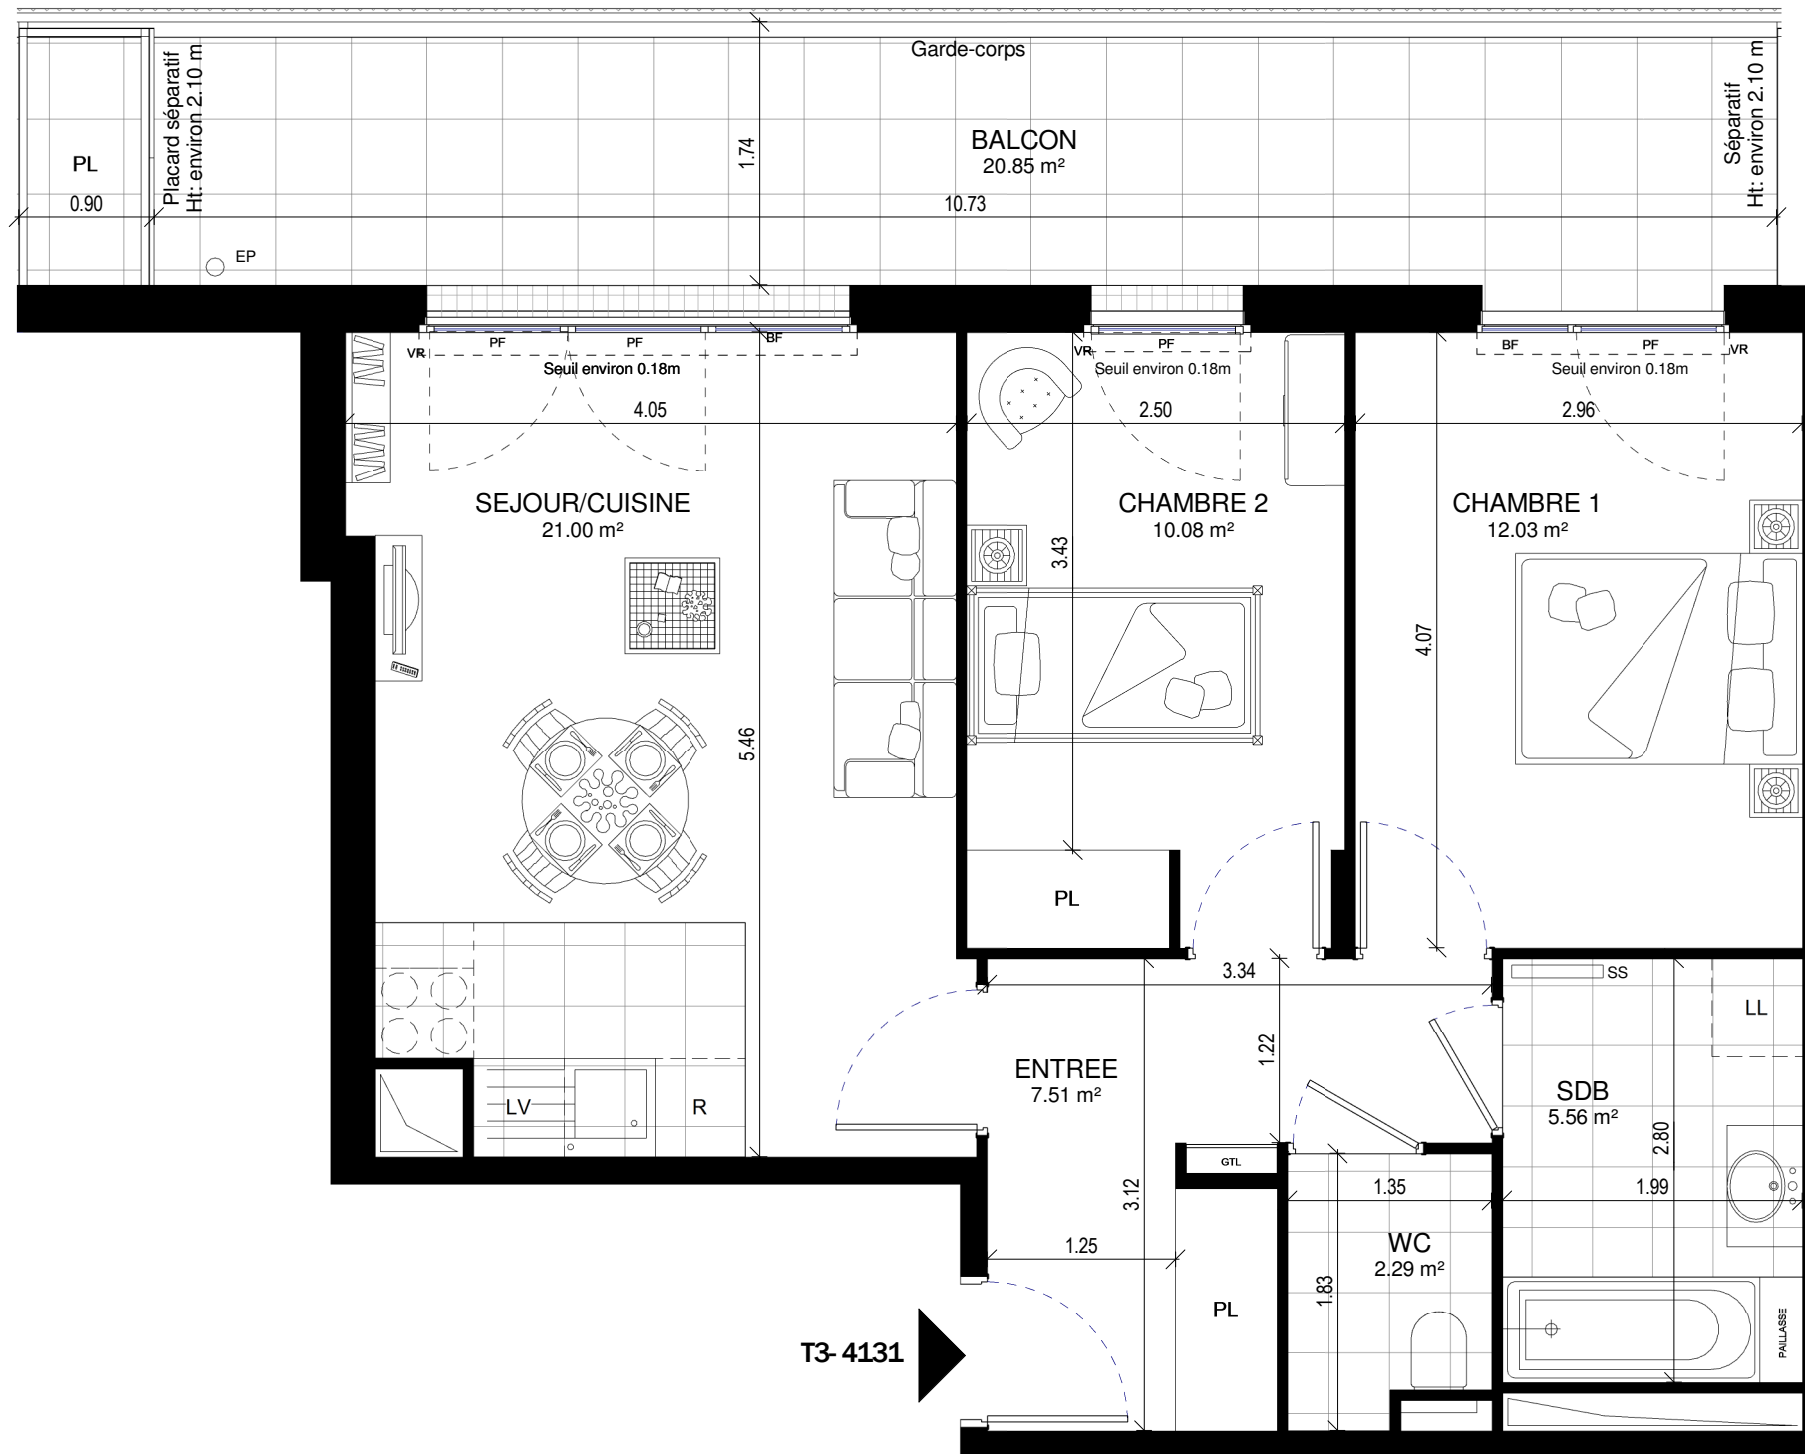 Garde-corps
Placard séparatif
Ht: environ 2.10 m
Séparatif
Ht: environ 2.10 m
PL
BALCON
20.85 m²
1.74
0.90
10.73
EP
VR
PF
PF
BF
VR
PF
BF
PF
VR
Seuil environ 0.18m
Seuil environ 0.18m
Seuil environ 0.18m
4.05
2.50
2.96
SEJOUR/CUISINE
21.00 m²
CHAMBRE 2
10.08 m²
CHAMBRE 1
12.03 m²
3.43
4.07
5.46
PL
3.34
SS
LL
1.22
ENTREE
7.51 m²
SDB
5.56 m²
LV
R
2.80
GTL
3.12
1.35
1.99
1.25
WC
2.29 m²
1.83
PL
PAILLASSE
T3- 4131